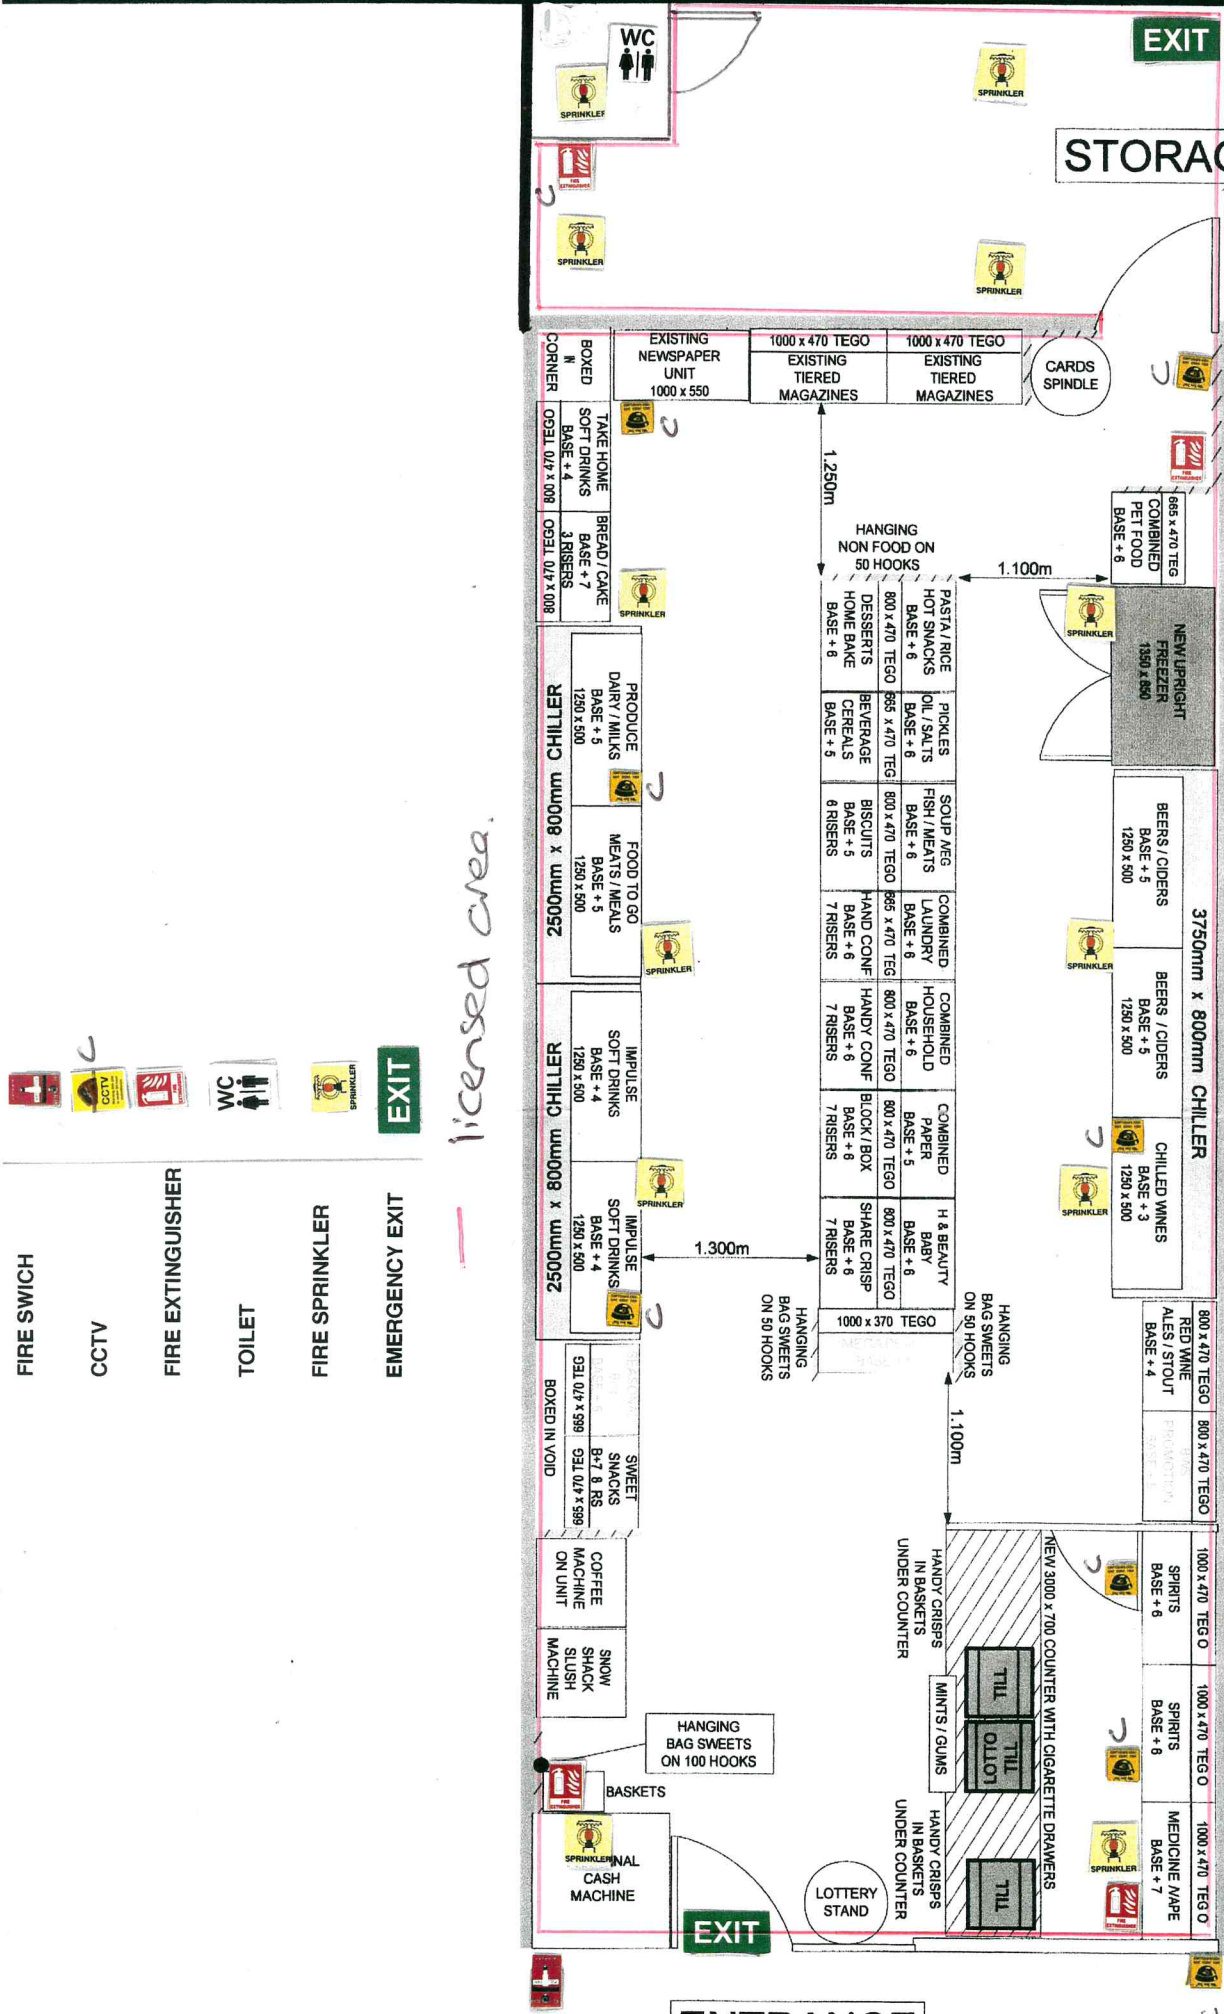 WC
EXIT
SPRINKLER
SPRINKLER
FIRE
EXTINGUISHER
SPRINKLER
SPRINKLER
BOXED
IN
CORNER
EXISTING
NEWSPAPER
UNIT
1000 x 550
1000 x 470 TEGO
EXISTING
TIERED
MAGAZINES
1000 x 470 TEGO
EXISTING
TIERED
MAGAZINES
CARDS
SPINDLE
TAKE HOME
SOFT DRINKS
BASE + 4
800 x 470 TEGO
BREAD / CAKE
BASE + 7
3 RISERS
800 x 470 TEGO
1.250m
HANGING
NON FOOD ON
50 HOOKS
1.100m
665 x 470 TEG
COMBINED
PET FOOD
BASE + 6
SPRINKLER
SPRINKLER
NEW UPRIGHT
FREEZER
1350 x 850
PRODUCE
DAIRY / MILKS
BASE + 5
1250 x 500
FOOD TO GO
MEATS / MEALS
BASE + 5
1250 x 500
2500mm x 800mm CHILLER
PASTA / RICE
HOT SNACKS
BASE + 6
800 x 470 TEGO
DESSERTS
HOME BAKE
BASE + 6
PICKLES
OIL / SALTS
BASE + 6
665 x 470 TEG
BEVERAGE
CEREALS
BASE + 5
SOUP /VEG
FISH / MEATS
BASE + 6
800 x 470 TEGO
BISCUITS
BASE + 5
6 RISERS
COMBINED
LAUNDRY
BASE + 6
665 x 470 TEG
HAND CONF
BASE + 6
7 RISERS
COMBINED
HOUSEHOLD
BASE + 6
800 x 470 TEGO
HANDY CONF
BASE + 6
7 RISERS
COMBINED
PAPER
BASE + 5
800 x 470 TEGO
BLOCK / BOX
BASE + 6
7 RISERS
H & BEAUTY
BABY
BASE + 6
800 x 470 TEGO
SHARE CRISP
BASE + 6
7 RISERS
1000 x 370 TEGO
3750mm x 800mm CHILLER
BEERS / CIDERS
BASE + 5
1250 x 500
BEERS / CIDERS
BASE + 5
1250 x 500
CHILLED WINES
BASE + 3
1250 x 500
SPRINKLER
SPRINKLER
SPRINKLER
SPRINKLER
IMPULSE
SOFT DRINKS
BASE + 4
1250 x 500
IMPULSE
SOFT DRINKS
BASE + 4
1250 x 500
2500mm x 800mm CHILLER
1.300m
HANGING
BAG SWEETS
ON 50 HOOKS
HANGING
BAG SWEETS
ON 50 HOOKS
1.100m
800 x 470 TEGO
RED WINE
ALES / STOUT
BASE + 4
800 x 470 TEGO
PROMOTION
665 x 470 TEG
SWEET
SNACKS
B+7 8 RS
665 x 470 TEG
BOXED IN VOID
COFFEE
MACHINE
ON UNIT
SNOW
SHACK
SLUSH
MACHINE
HANGING
BAG SWEETS
ON 100 HOOKS
BASKETS
FIRE
EXTINGUISHER
SPRINKLER
NAL
CASH
MACHINE
NEW 3000 x 700 COUNTER WITH CIGARETTE DRAWERS
HANDY CRISPS
IN BASKETS
UNDER COUNTER
MINTS / GUMS
HANDY CRISPS
IN BASKETS
UNDER COUNTER
TILL
TILL
LOTTO
TILL
1000 x 470 TEGO
SPIRITS
BASE + 6
1000 x 470 TEGO
SPIRITS
BASE + 6
1000 x 470 TEGO
MEDICINE /VAPE
BASE + 7
SPRINKLER
LOTTERY
STAND
EXIT
licensed area.
EXIT
EMERGENCY EXIT
SPRINKLER
FIRE SPRINKLER
WC
TOILET
FIRE EXTINGUISHER
CCTV
CCTV
FIRE SWICH